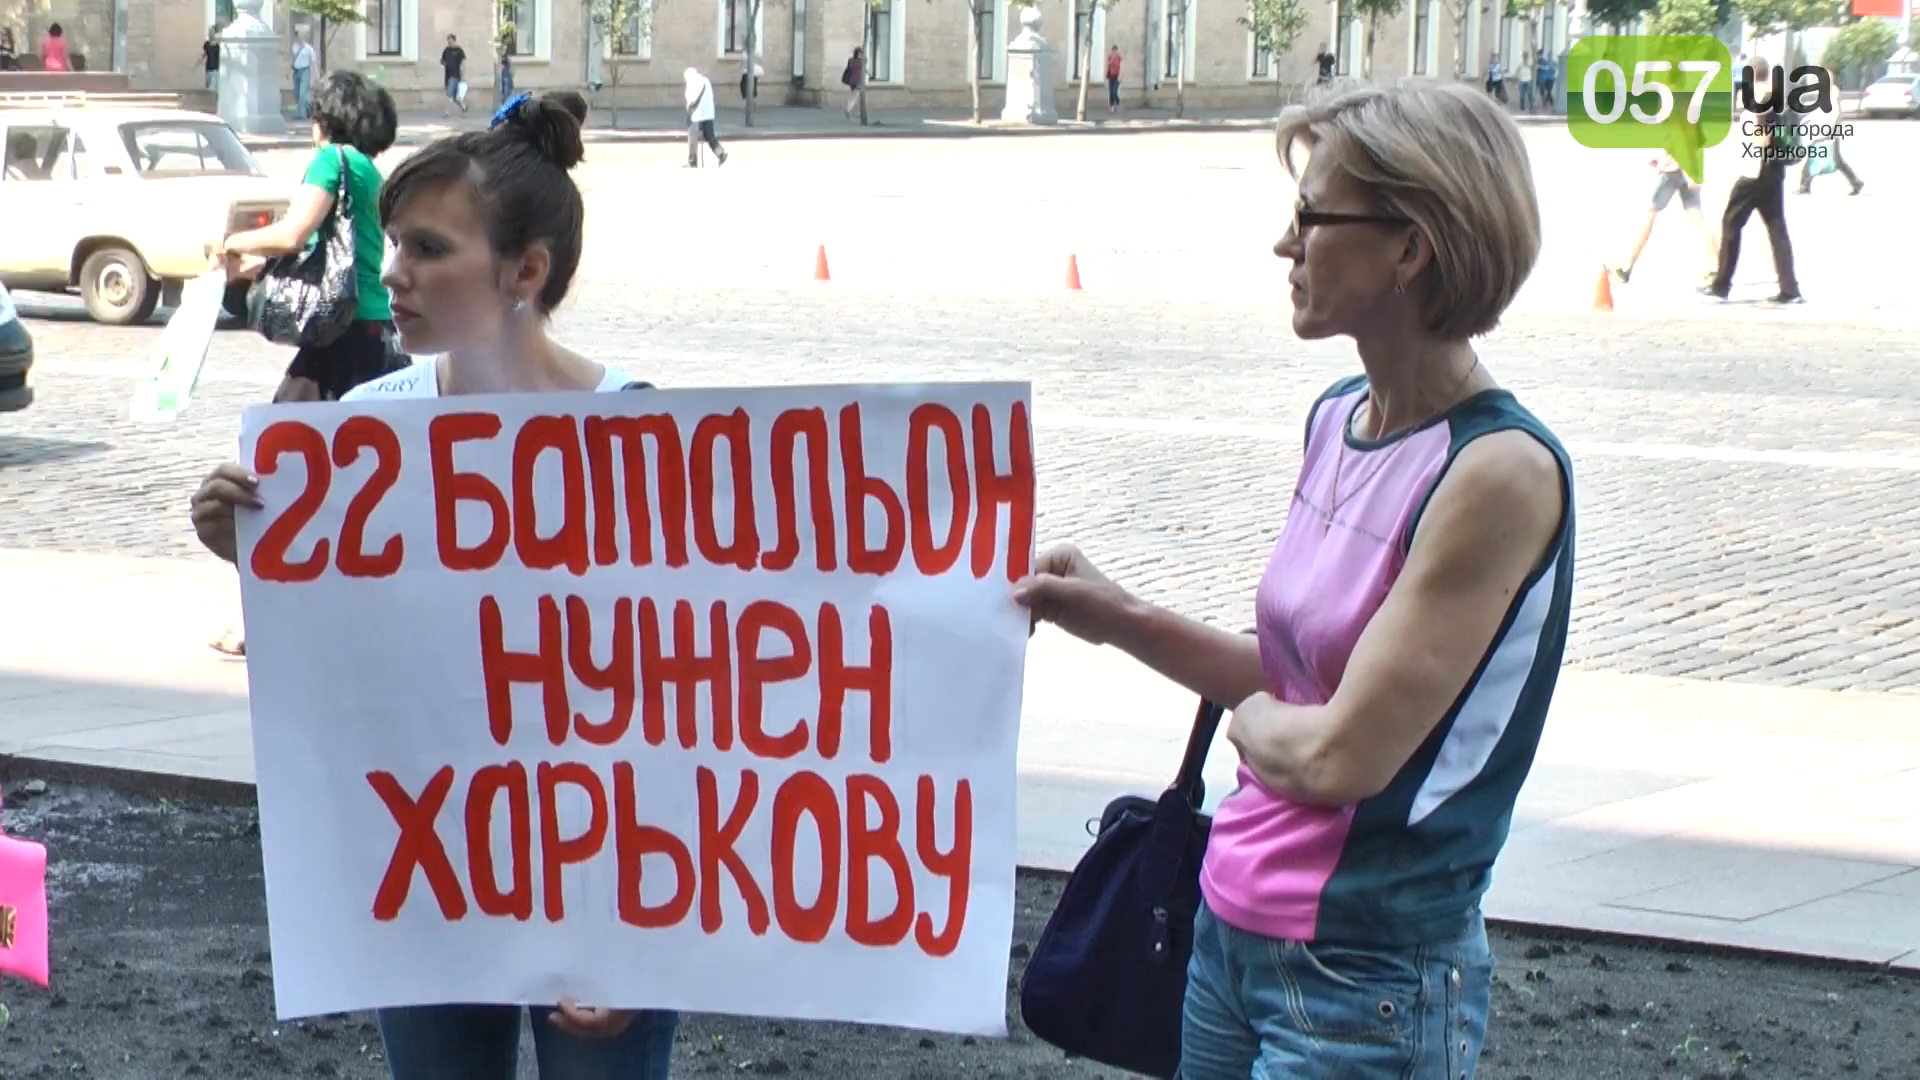 057 ua
Сайт города
Харькова
22 Батальон
нужен
Харькову